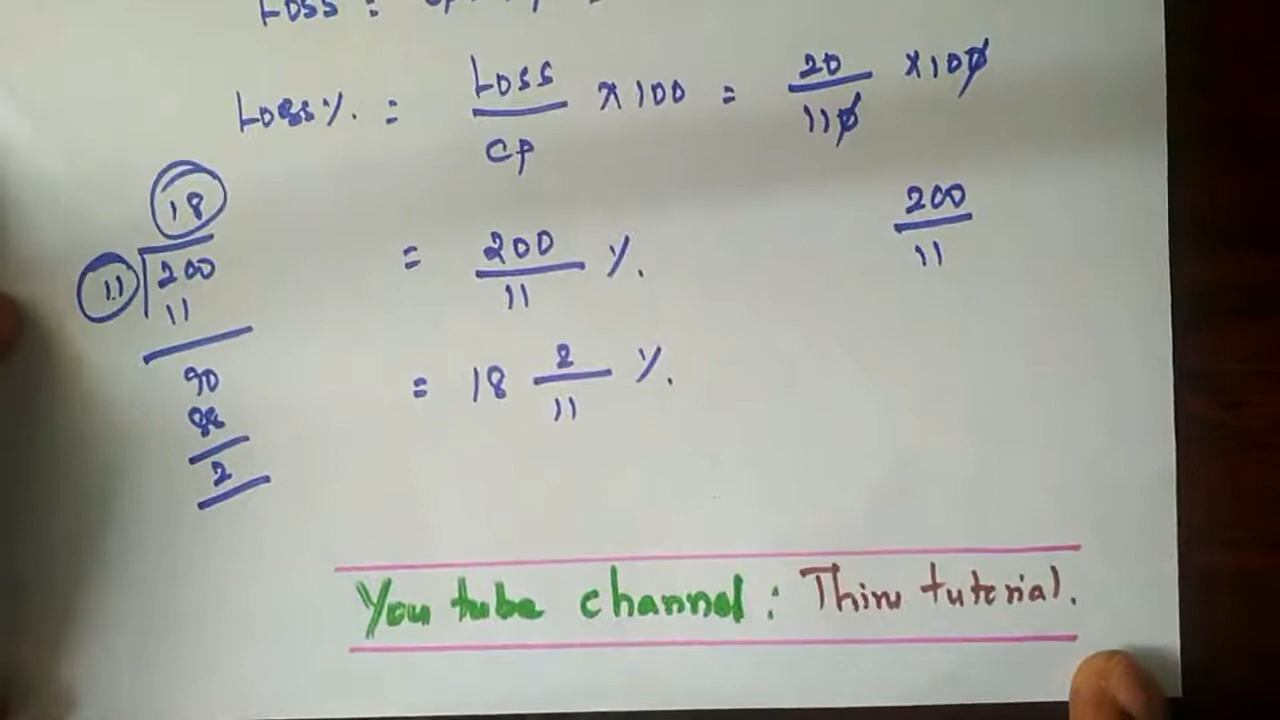 Loss :
Loss% = Loss/CP × 100 = 20/110 × 100
200/11
= 200/11 %.
= 18 2/11 %.
18
11 200
11
90
88
2
You tube channel : Thiru tutorial.